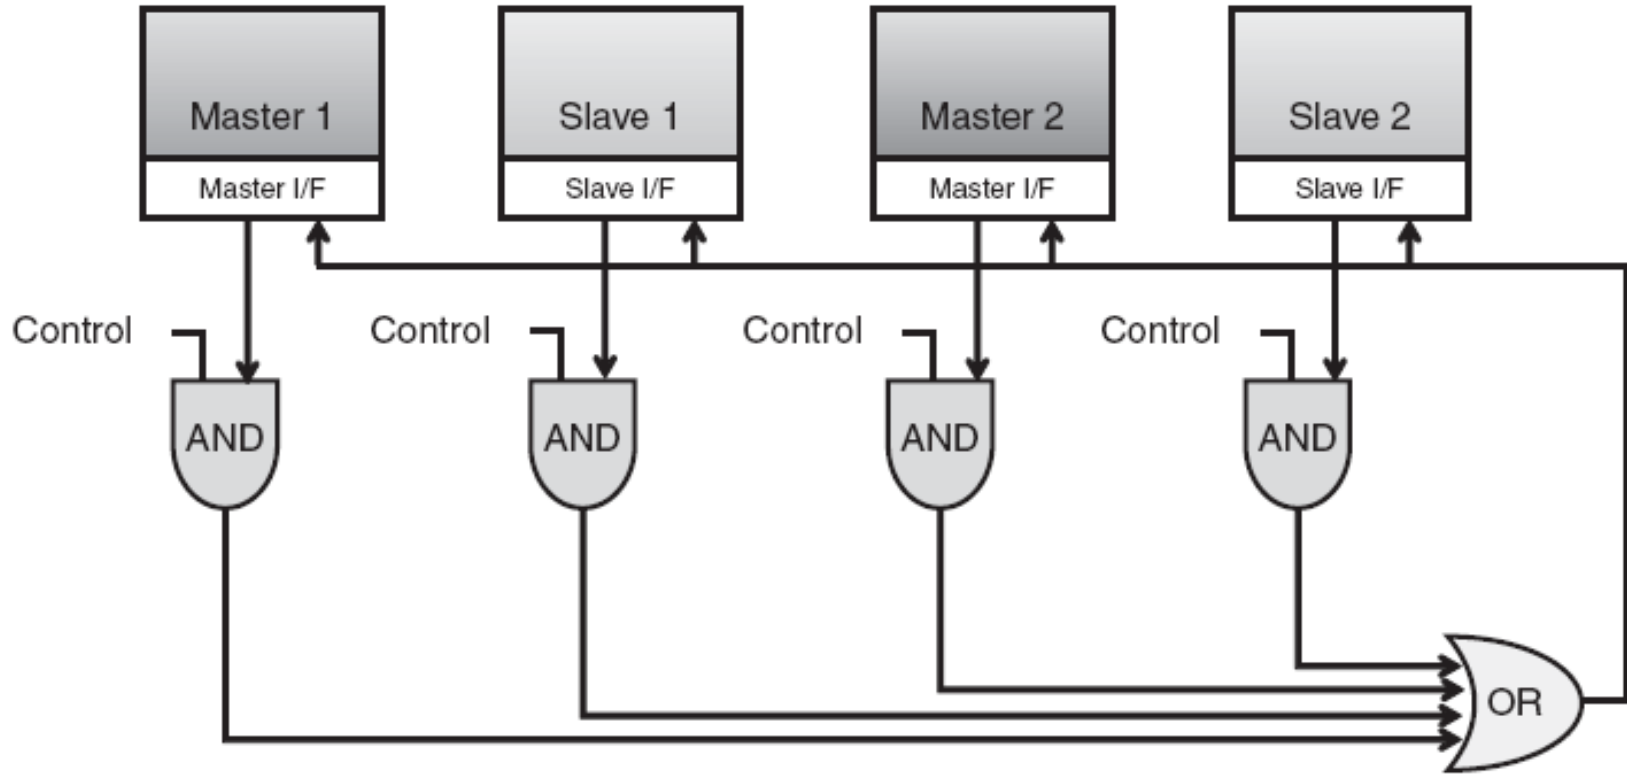 Master 1
Slave 1
Master 2
Slave 2
Master I/F
Slave I/F
Master I/F
Slave I/F
Control
Control
Control
Control
AND
AND
AND
AND
OR